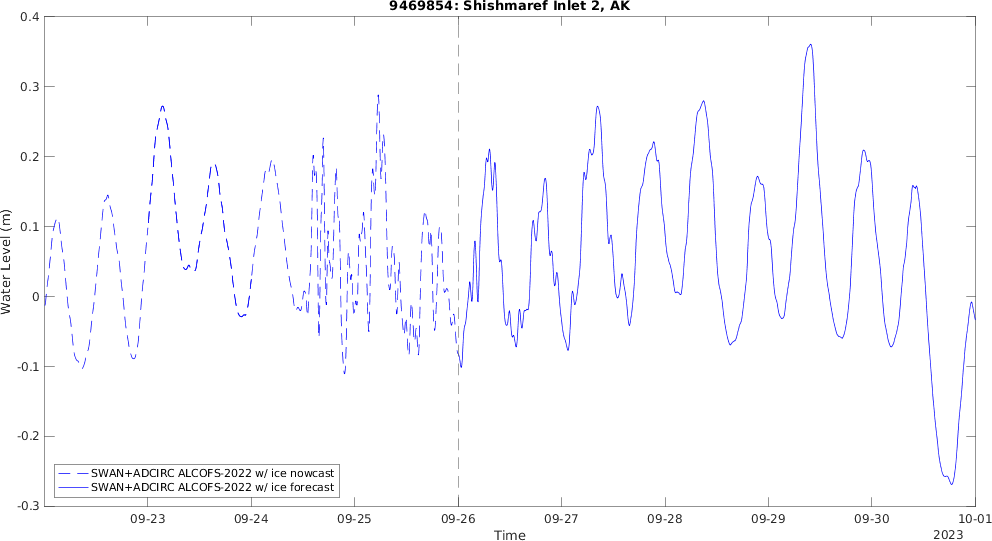 9469854: Shishmaref Inlet 2, AK
Water Level (m)
0.4
0.3
0.2
0.1
0
-0.1
-0.2
-0.3
SWAN+ADCIRC ALCOFS-2022 w/ ice nowcast
SWAN+ADCIRC ALCOFS-2022 w/ ice forecast
09-23 09-24 09-25 09-26 09-27 09-28 09-29 09-30 10-01
Time
2023